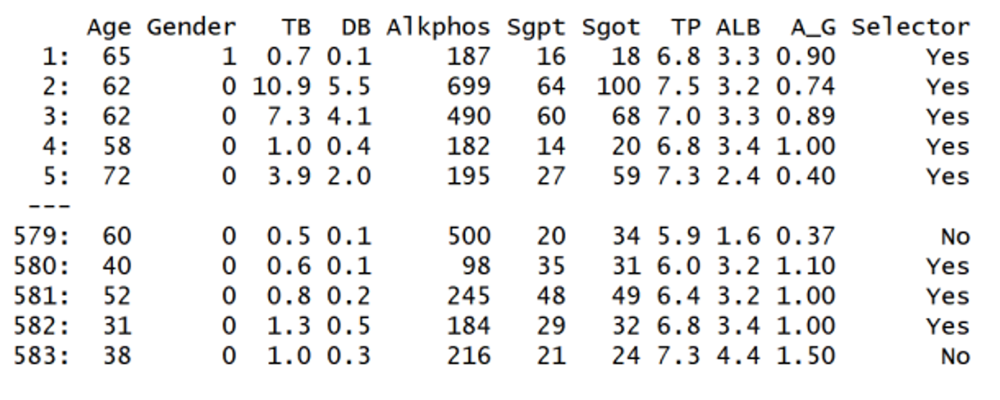 Age Gender TB DB Alkphos Sgpt Sgot TP ALB A_G Selector
1: 65 1 0.7 0.1 187 16 18 6.8 3.3 0.90 Yes
2: 62 0 10.9 5.5 699 64 100 7.5 3.2 0.74 Yes
3: 62 0 7.3 4.1 490 60 68 7.0 3.3 0.89 Yes
4: 58 0 1.0 0.4 182 14 20 6.8 3.4 1.00 Yes
5: 72 0 3.9 2.0 195 27 59 7.3 2.4 0.40 Yes
---
579: 60 0 0.5 0.1 500 20 34 5.9 1.6 0.37 No
580: 40 0 0.6 0.1 98 35 31 6.0 3.2 1.10 Yes
581: 52 0 0.8 0.2 245 48 49 6.4 3.2 1.00 Yes
582: 31 0 1.3 0.5 184 29 32 6.8 3.4 1.00 Yes
583: 38 0 1.0 0.3 216 21 24 7.3 4.4 1.50 No